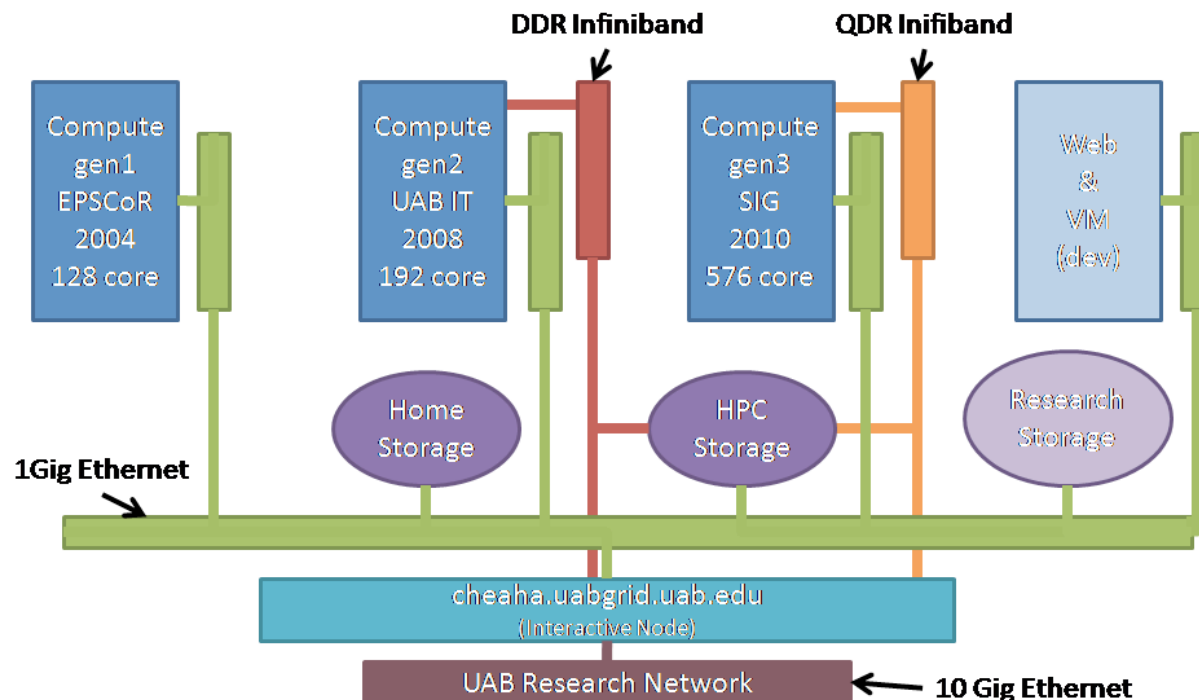 DDR Infiniband
QDR Inifiband
Compute
gen1
EPSCoR
2004
128 core
Compute
gen2
UAB IT
2008
192 core
Compute
gen3
SIG
2010
576 core
Web
&
VM
(dev)
Home
Storage
HPC
Storage
Research
Storage
1Gig Ethernet
cheaha.uabgrid.uab.edu
(Interactive Node)
UAB Research Network
10 Gig Ethernet